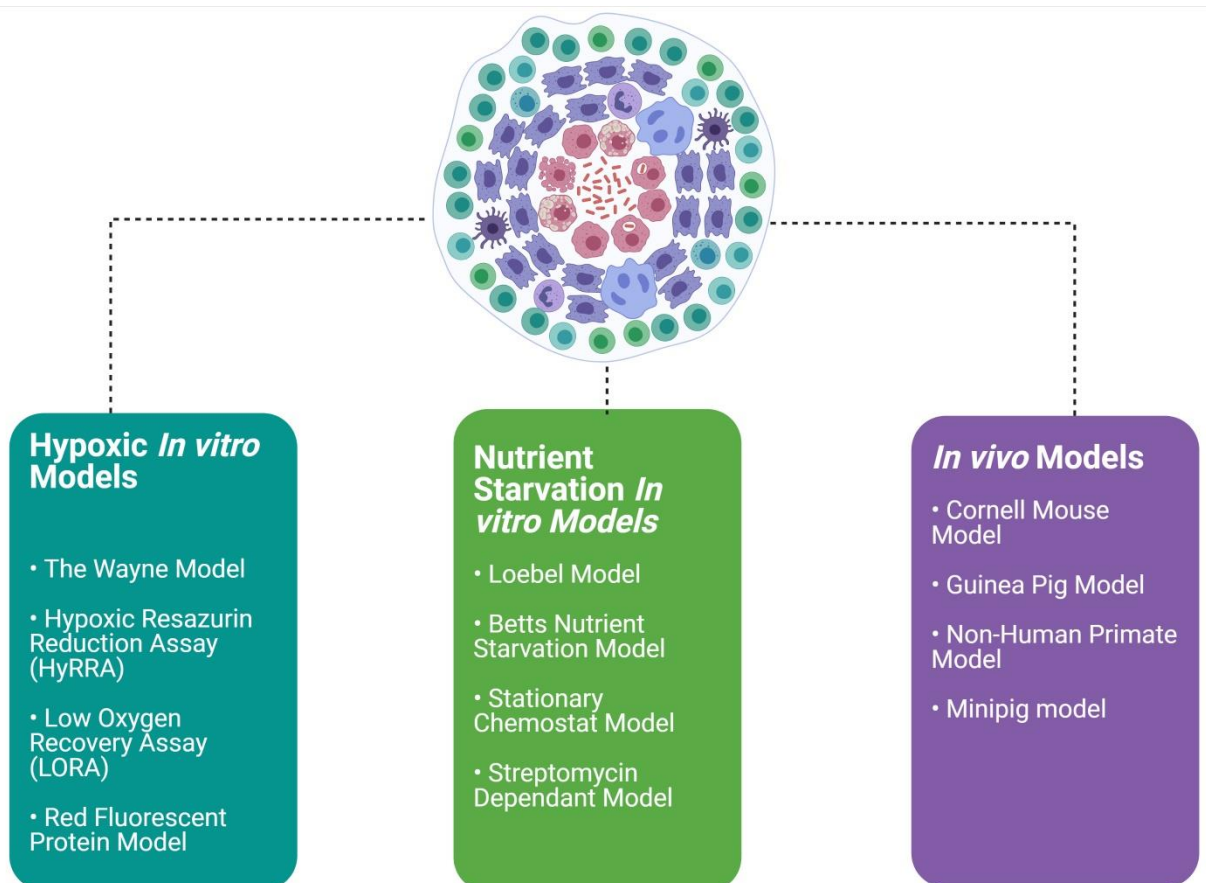 Hypoxic In vitro
Models
• The Wayne Model
• Hypoxic Resazurin
Reduction Assay
(HyRRA)
• Low Oxygen
Recovery Assay
(LORA)
• Red Fluorescent
Protein Model
Nutrient
Starvation In
vitro Models
• Loebel Model
• Betts Nutrient
Starvation Model
• Stationary
Chemostat Model
• Streptomycin
Dependant Model
In vivo Models
• Cornell Mouse
Model
• Guinea Pig Model
• Non-Human Primate
Model
• Minipig model